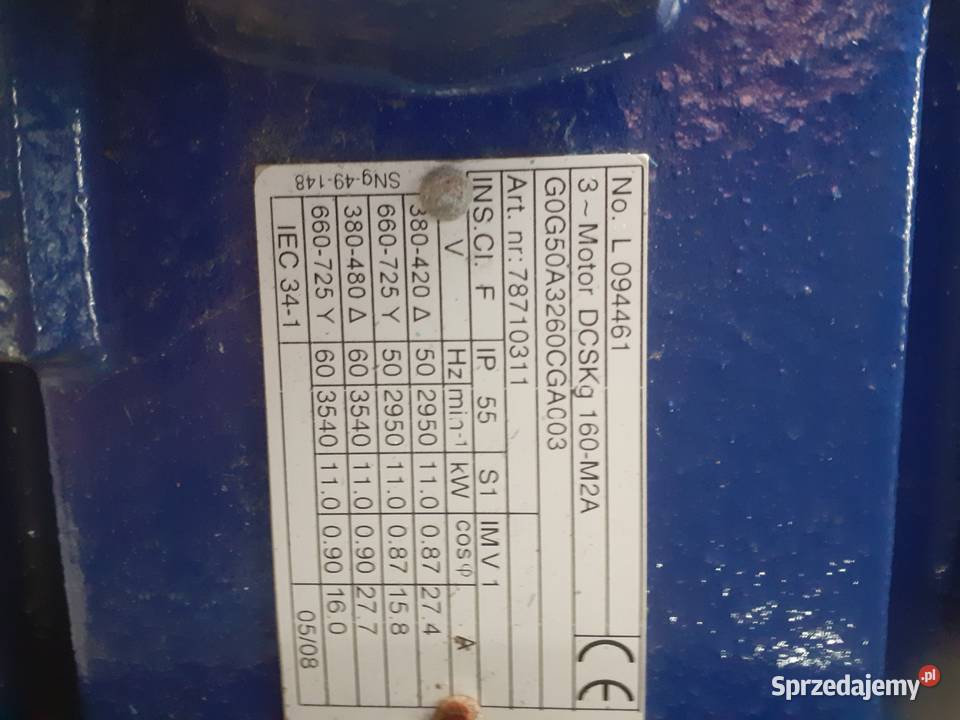 No. L 094461
3~Motor DCSKg 160-M2A CE
G0G50A3260CGA003
Art. nr: 78710311
INS.Cl. F IP 55 S1 IM V1
V Hz min-1 kW cosφ A
380-420 Δ 50 2950 11.0 0.87 27.4
660-725 Y 50 2950 11.0 0.87 15.8
380-480 Δ 60 3540 11.0 0.90 27.7
660-725 Y 60 3540 11.0 0.90 16.0
IEC 34-1 05/08
SNg-49-148
Sprzedajemy.pl